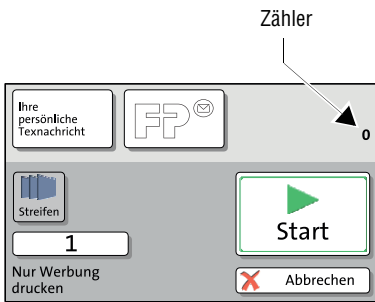 Zähler
Ihre
persönliche
Texnachricht
FP
0
Streifen
1
Start
Nur Werbung
drucken
Abbrechen